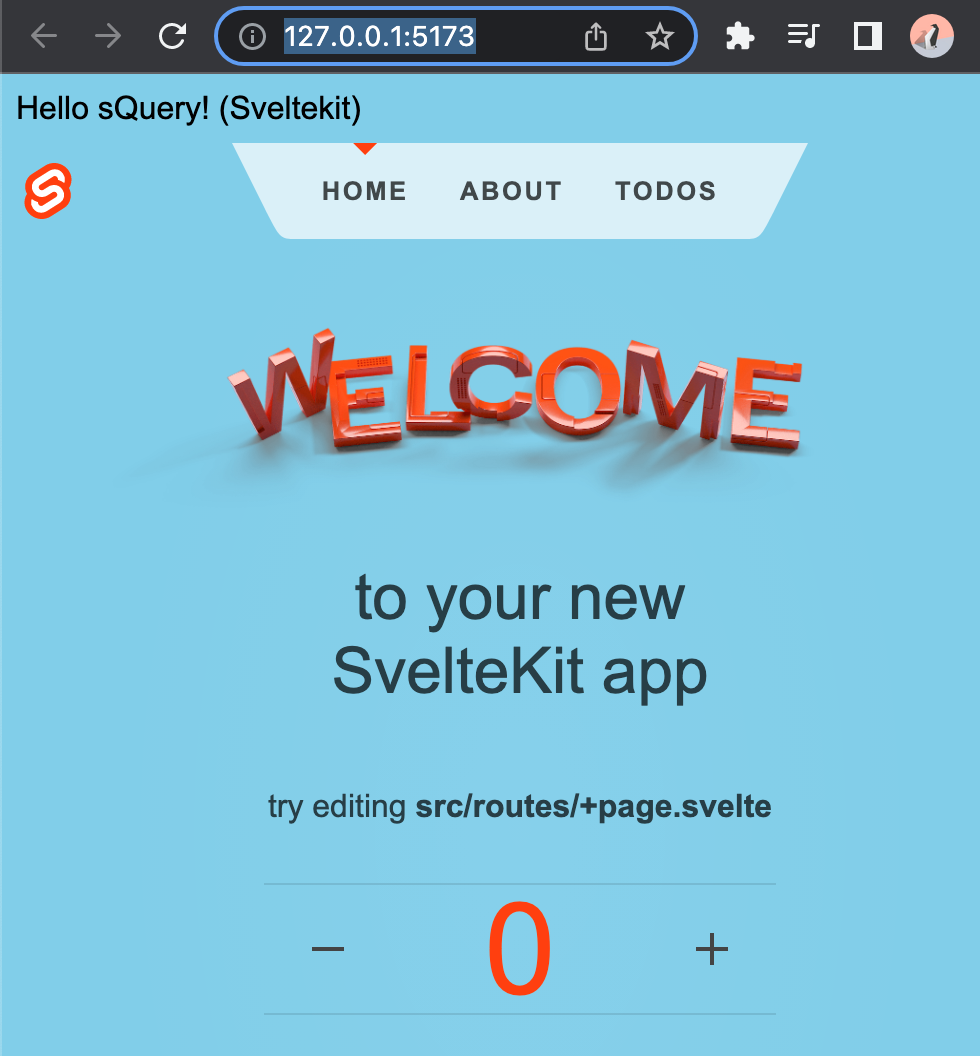 127.0.0.1:5173
Hello sQuery! (Sveltekit)
HOME ABOUT TODOS
WELCOME
to your new
SvelteKit app
try editing src/routes/+page.svelte
− 0 +